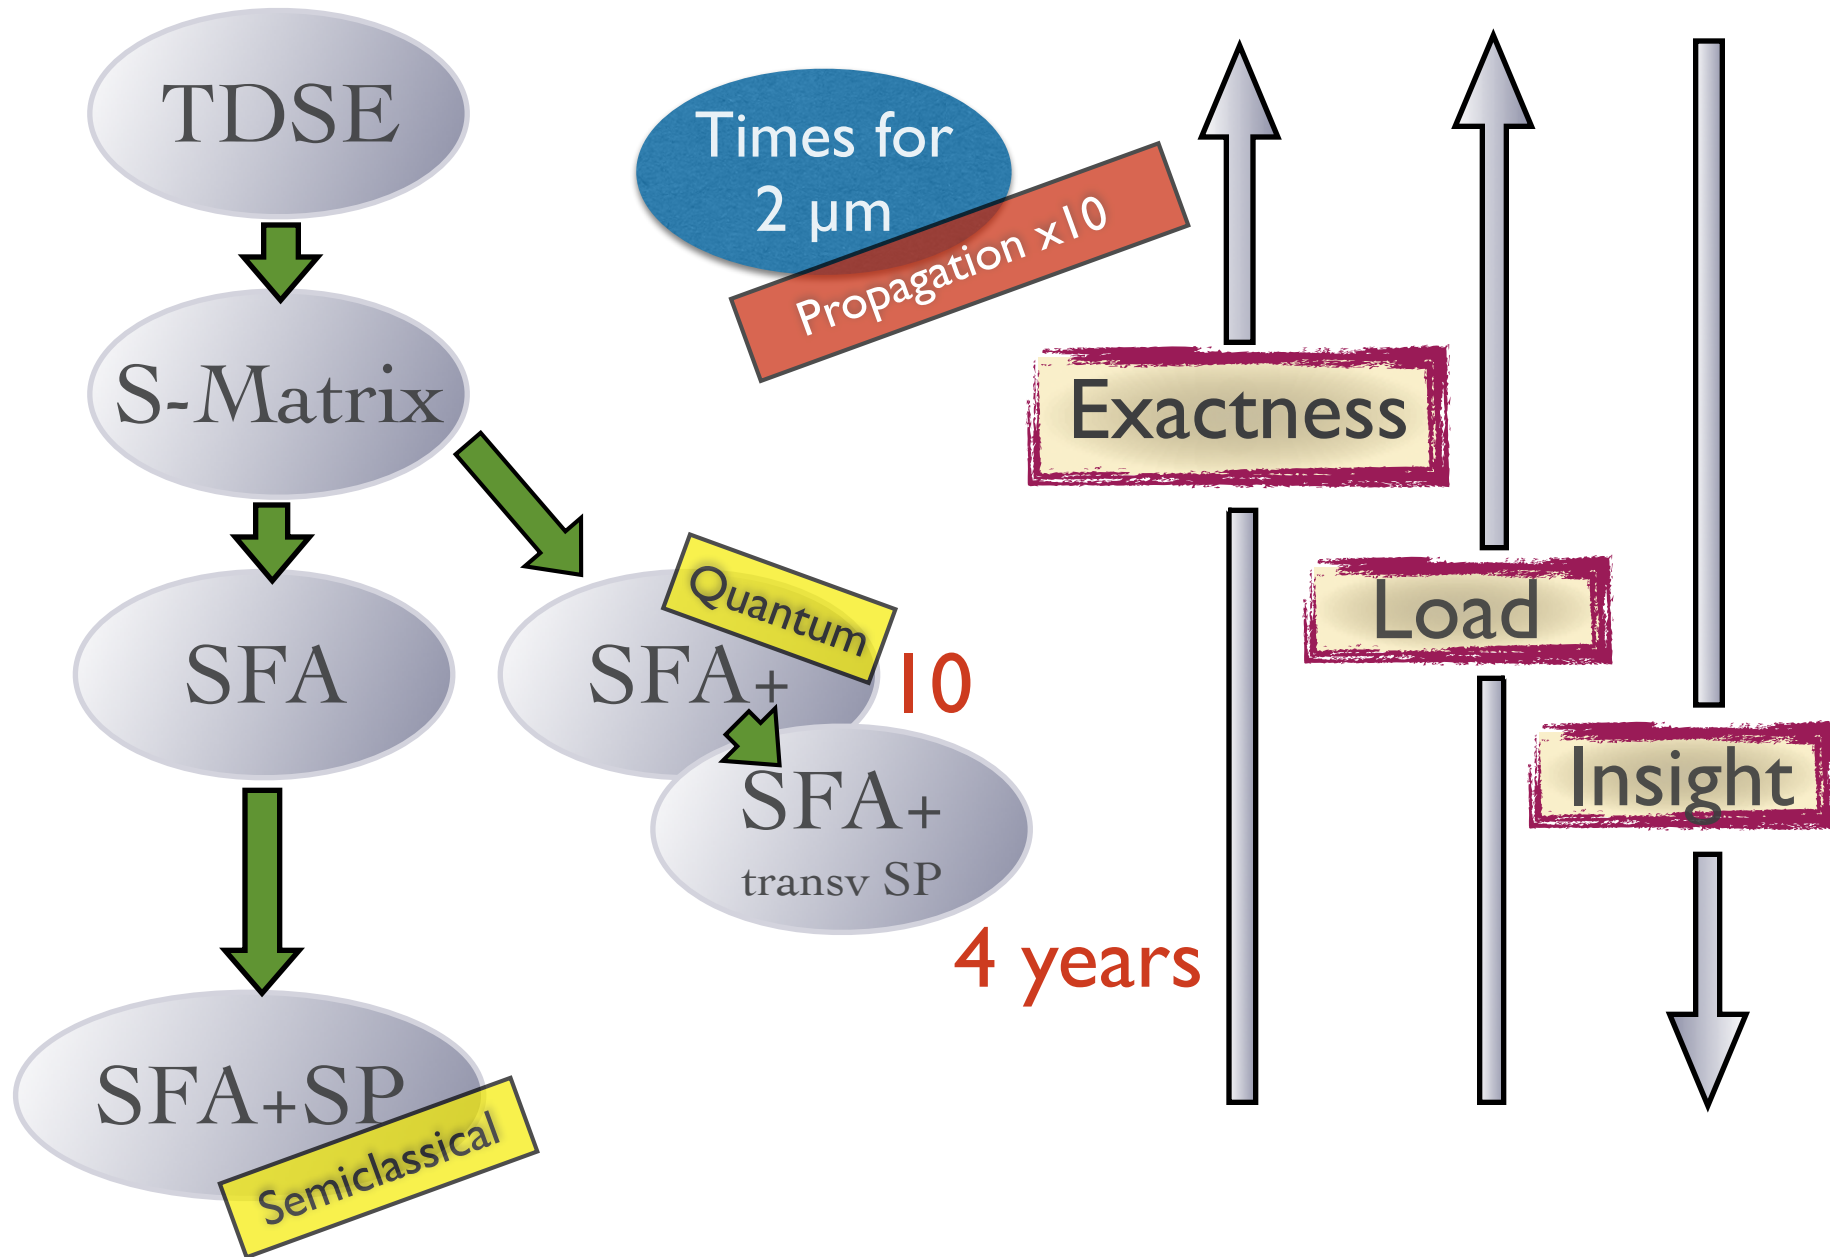 TDSE
Times for
2 μm
Propagation x10
S-Matrix
Exactness
Quantum
Load
SFA
SFA+
10
Insight
SFA+
transv SP
4 years
SFA+SP
Semiclassical